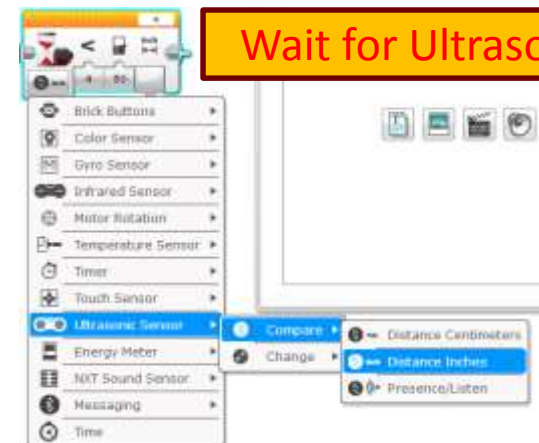 Wait for Ultraso
Brick Buttons
Color Sensor
Gyro Sensor
Infrared Sensor
Motor Rotation
Temperature Sensor
Timer
Touch Sensor
Ultrasonic Sensor
Compare
Distance Centimeters
Distance Inches
Energy Meter
Change
NXT Sound Sensor
Presence/Listen
Messaging
Time